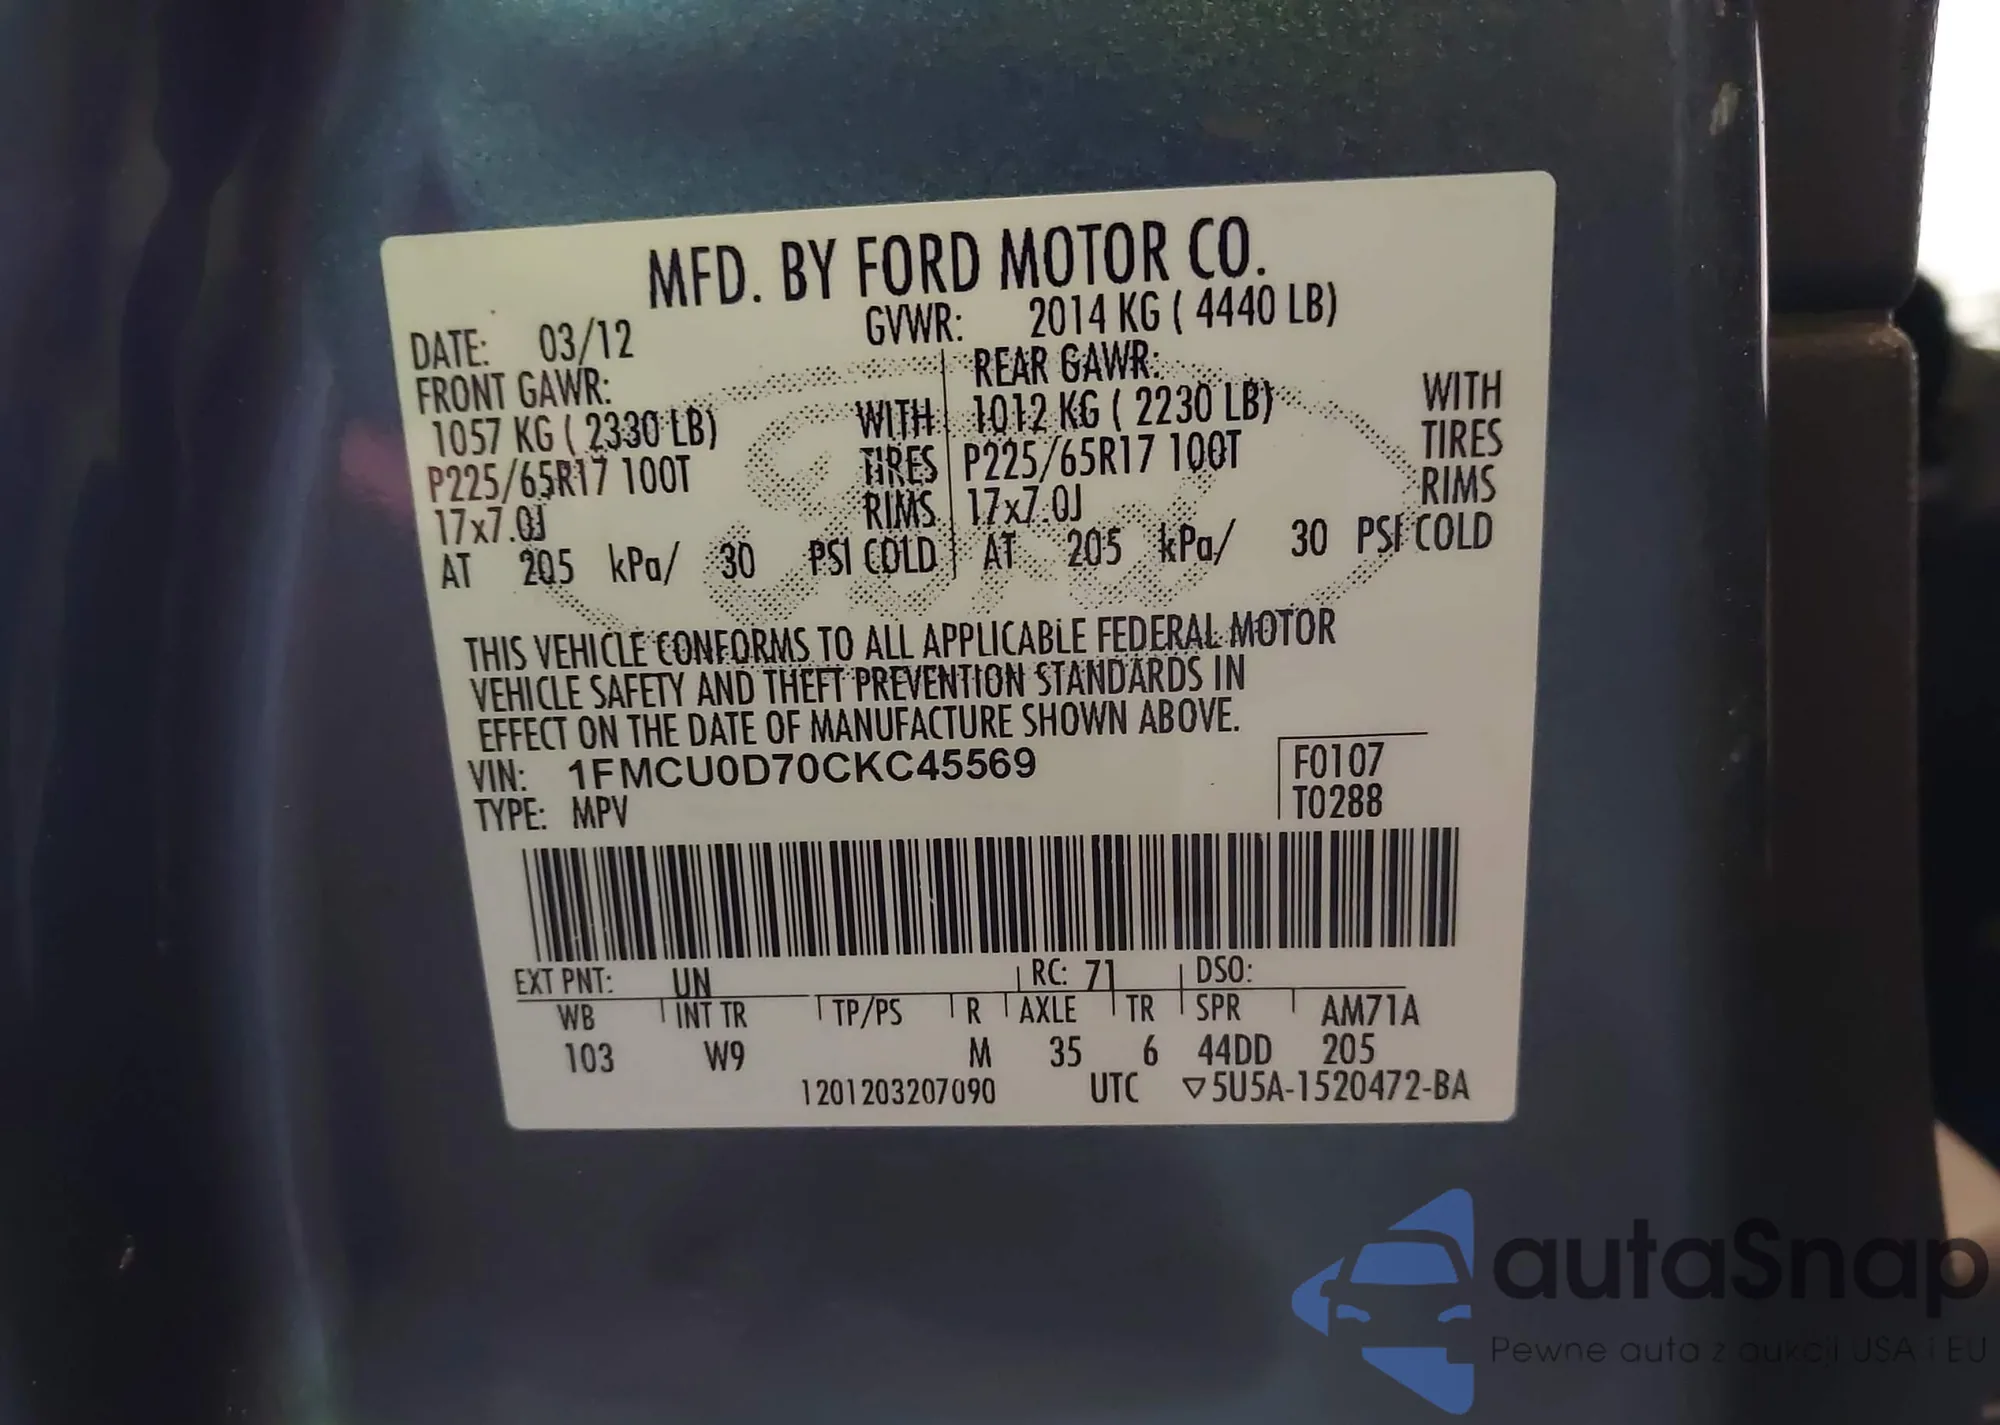 MFD. BY FORD MOTOR CO.
DATE: 03/12 GVWR: 2014 KG ( 4440 LB)
FRONT GAWR: REAR GAWR:
1057 KG ( 2330 LB) WITH 1012 KG ( 2230 LB) WITH
P225/65R17 100T TIRES P225/65R17 100T TIRES
17x7.0J RIMS 17x7.0J RIMS
AT 205 kPa/ 30 PSI COLD AT 205 kPa/ 30 PSI COLD
THIS VEHICLE CONFORMS TO ALL APPLICABLE FEDERAL MOTOR
VEHICLE SAFETY AND THEFT PREVENTION STANDARDS IN
EFFECT ON THE DATE OF MANUFACTURE SHOWN ABOVE.
VIN: 1FMCU0D70CKC45569 F0107
TYPE: MPV T0288
EXT PNT: UN RC: 71 DSO:
WB INT TR TP/PS R AXLE TR SPR AM71A
103 W9 M 35 6 44DD 205
1201203207090 UTC ▽5U5A-1520472-BA
autaSnap
Pewne auta z aukcji USA i EU